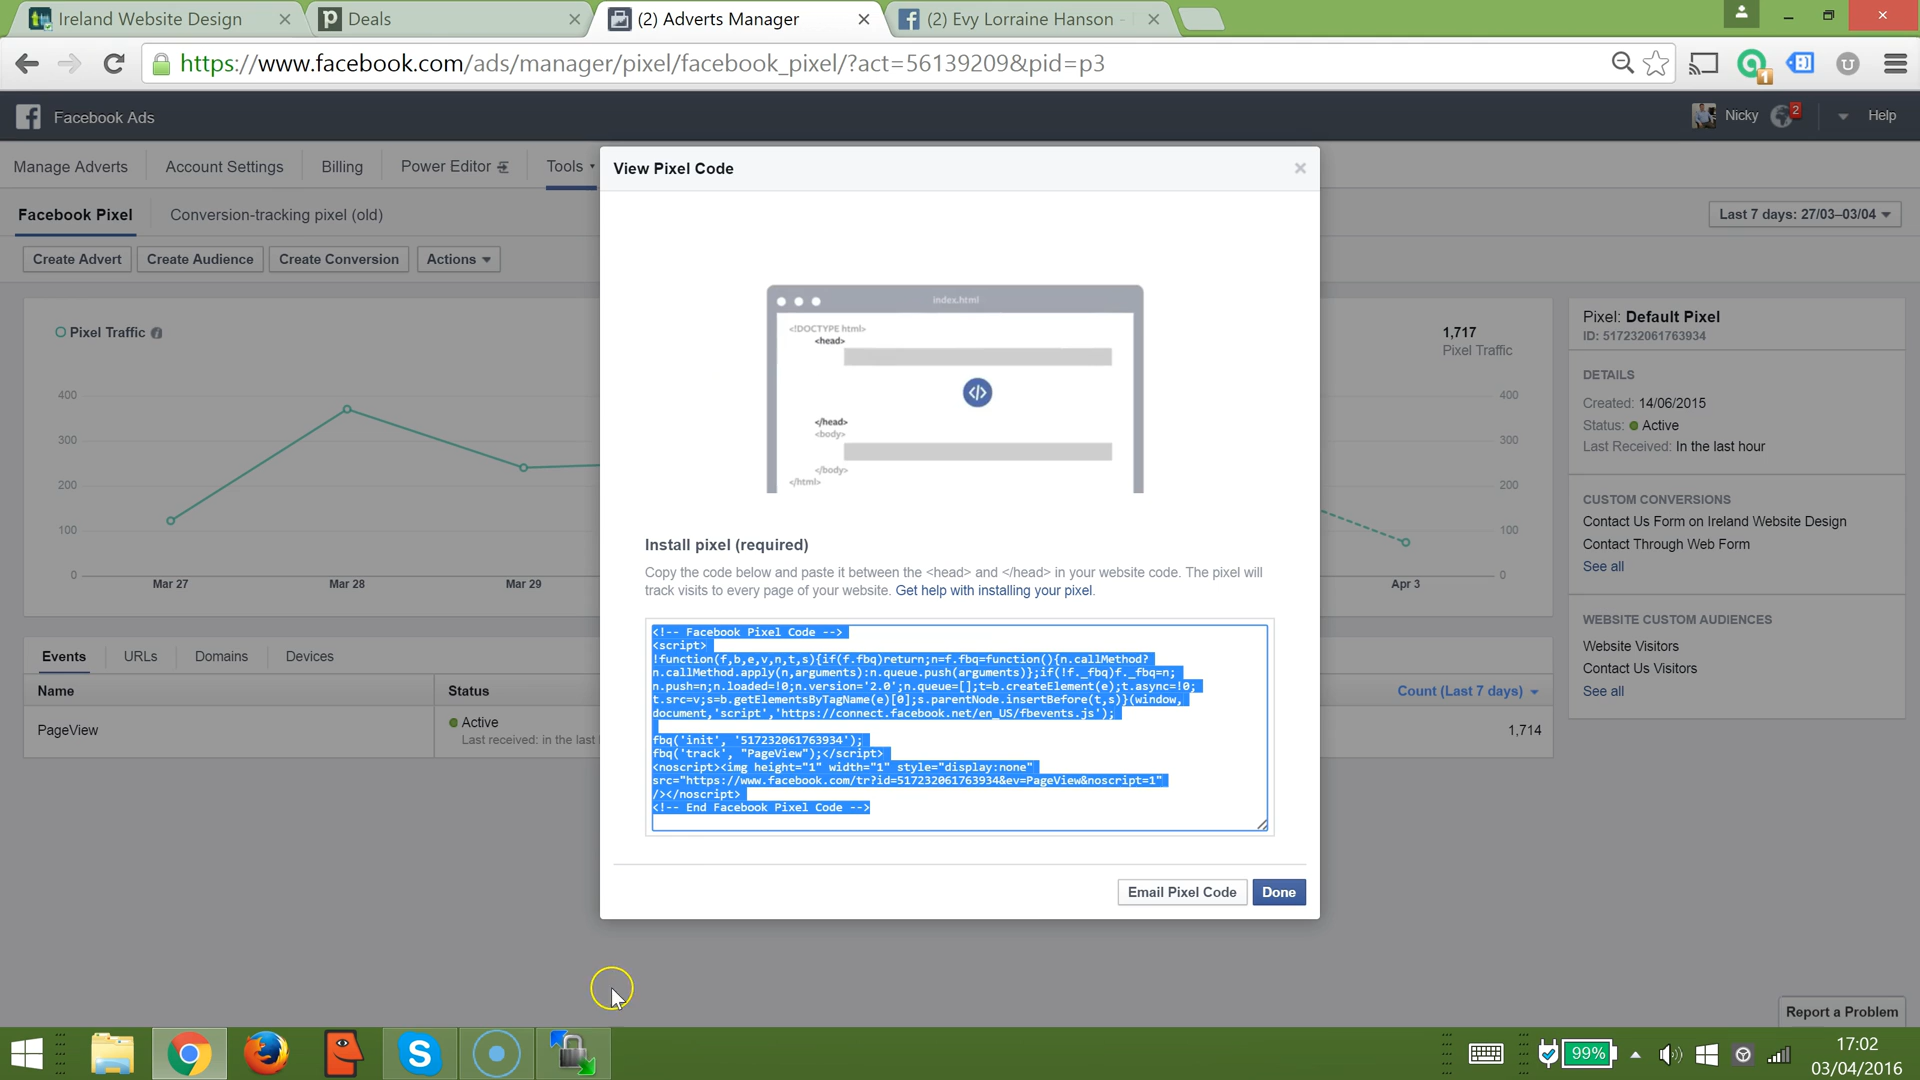 Ireland Website Design
Deals
(2) Adverts Manager
(2) Evy Lorraine Hanson -
https://www.facebook.com/ads/manager/pixel/facebook_pixel/?act=56139209&pid=p3
1
Facebook Ads
Nicky
2
Help
Manage Adverts
Account Settings
Billing
Power Editor
Tools
View Pixel Code
Facebook Pixel
Conversion-tracking pixel (old)
Last 7 days: 27/03–03/04
Create Advert
Create Audience
Create Conversion
Actions
index.html
<!DOCTYPE html>
<head>
</>
</head>
<body>
</body>
</html>
Pixel Traffic
1,717
Pixel Traffic
400
300
200
100
0
Mar 27
Mar 28
Mar 29
400
300
200
100
0
Apr 3
Pixel: Default Pixel
ID: 517232061763934
DETAILS
Created: 14/06/2015
Status: Active
Last Received: In the last hour
CUSTOM CONVERSIONS
Contact Us Form on Ireland Website Design
Contact Through Web Form
See all
WEBSITE CUSTOM AUDIENCES
Website Visitors
Contact Us Visitors
See all
Install pixel (required)
Copy the code below and paste it between the <head> and </head> in your website code. The pixel will
track visits to every page of your website. Get help with installing your pixel.
<!-- Facebook Pixel Code -->
<script>
!function(f,b,e,v,n,t,s){if(f.fbq)return;n=f.fbq=function(){n.callMethod?
n.callMethod.apply(n,arguments):n.queue.push(arguments)};if(!f._fbq)f._fbq=n;
n.push=n;n.loaded=!0;n.version='2.0';n.queue=[];t=b.createElement(e);t.async=!0;
t.src=v;s=b.getElementsByTagName(e)[0];s.parentNode.insertBefore(t,s)}(window,
document,'script','https://connect.facebook.net/en_US/fbevents.js');
fbq('init', '517232061763934');
fbq('track', "PageView");</script>
<noscript><img height="1" width="1" style="display:none"
src="https://www.facebook.com/tr?id=517232061763934&ev=PageView&noscript=1"
/></noscript>
<!-- End Facebook Pixel Code -->
Email Pixel Code
Done
Events
URLs
Domains
Devices
Name
Status
Count (Last 7 days)
PageView
Active
Last received: in the last
1,714
Report a Problem
99%
17:02
03/04/2016